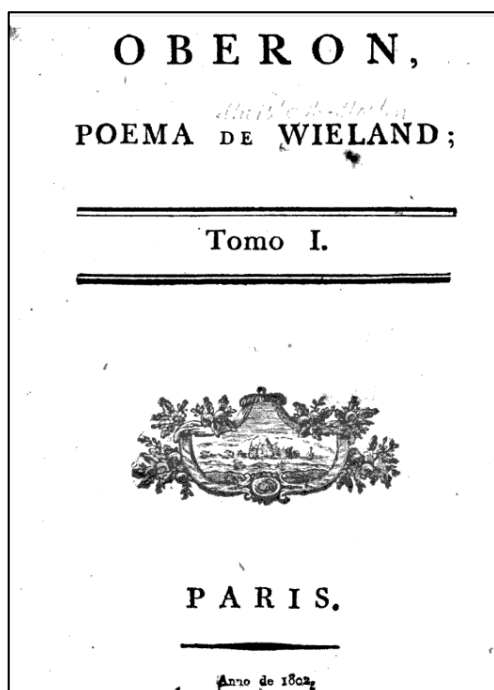 OBERON,
POEMA DE WIELAND;
Tomo I.
PARIS.
Anno de 1802,